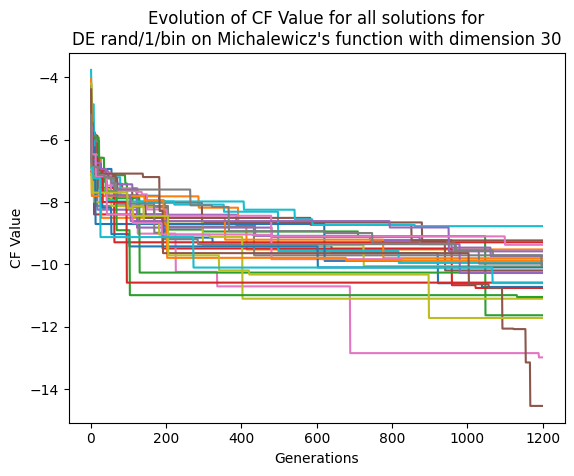 Evolution of CF Value for all solutions for
DE rand/1/bin on Michalewicz's function with dimension 30
CF Value
−4
−6
−8
−10
−12
−14
0 200 400 600 800 1000 1200
Generations